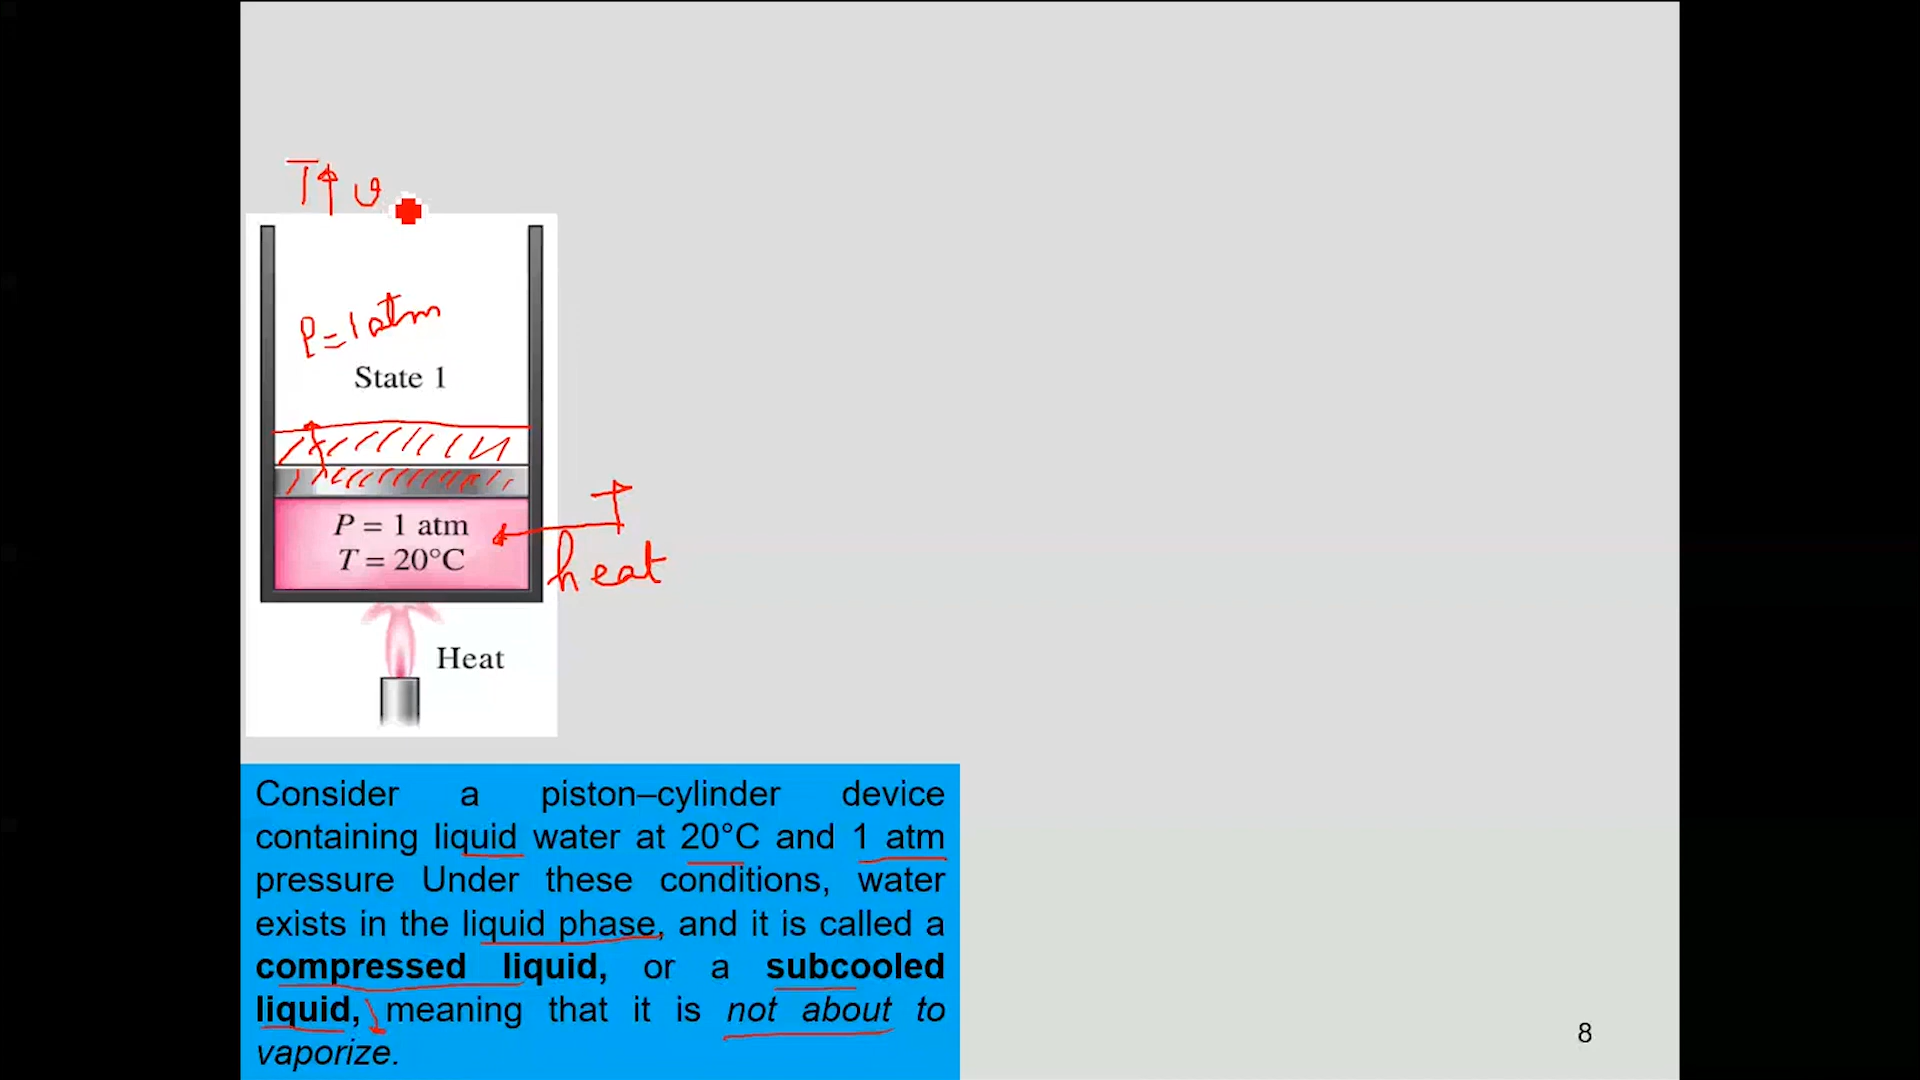 T↑ v
P=1atm
State 1
P = 1 atm
T = 20°C
T
heat
Heat
Consider a piston–cylinder device
containing liquid water at 20°C and 1 atm
pressure Under these conditions, water
exists in the liquid phase, and it is called a
compressed liquid, or a subcooled
liquid, meaning that it is not about to
vaporize.
8